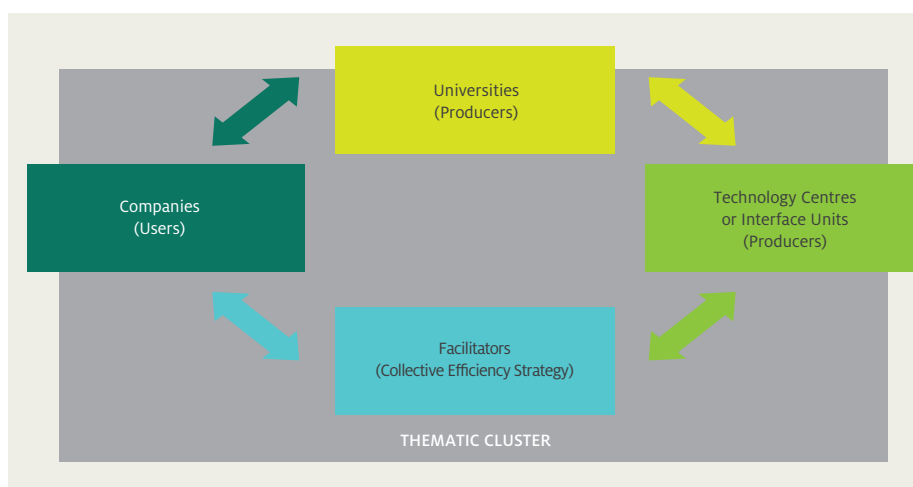 Universities
(Producers)
Companies
(Users)
Technology Centres
or Interface Units
(Producers)
Facilitators
(Collective Efficiency Strategy)
THEMATIC CLUSTER